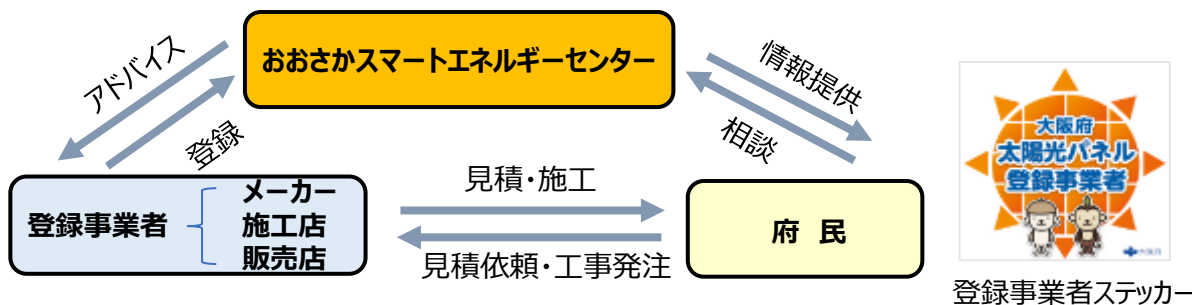 おおさかスマートエネルギーセンター
アドバイス
登録
情報提供
相談
登録事業者
メーカー
施工店
販売店
見積・施工
見積依頼・工事発注
府 民
大阪府
太陽光パネル
登録事業者
大阪府
登録事業者ステッカー